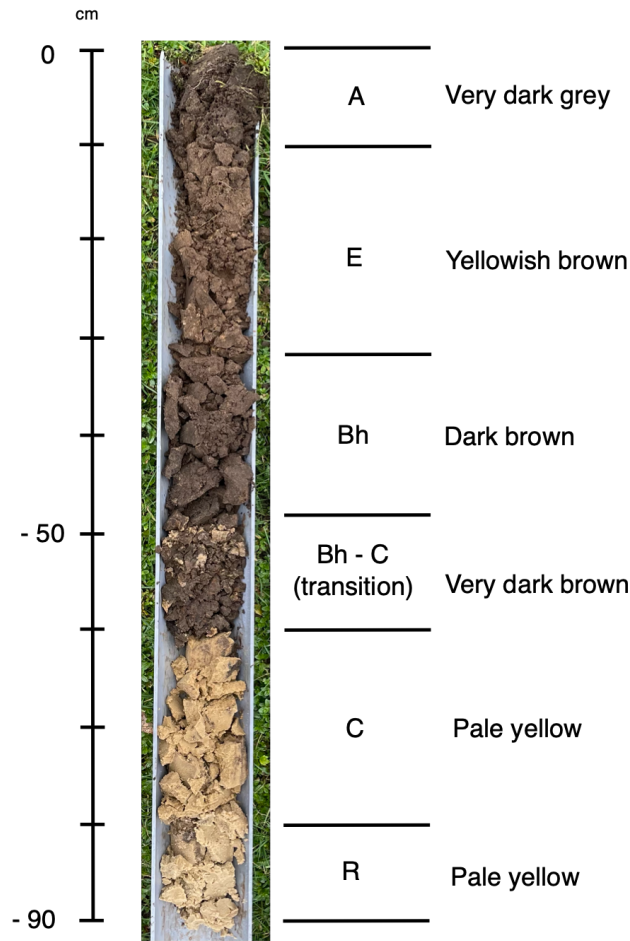 cm
0
A Very dark grey
E Yellowish brown
Bh Dark brown
- 50
Bh - C
(transition) Very dark brown
C Pale yellow
R Pale yellow
- 90